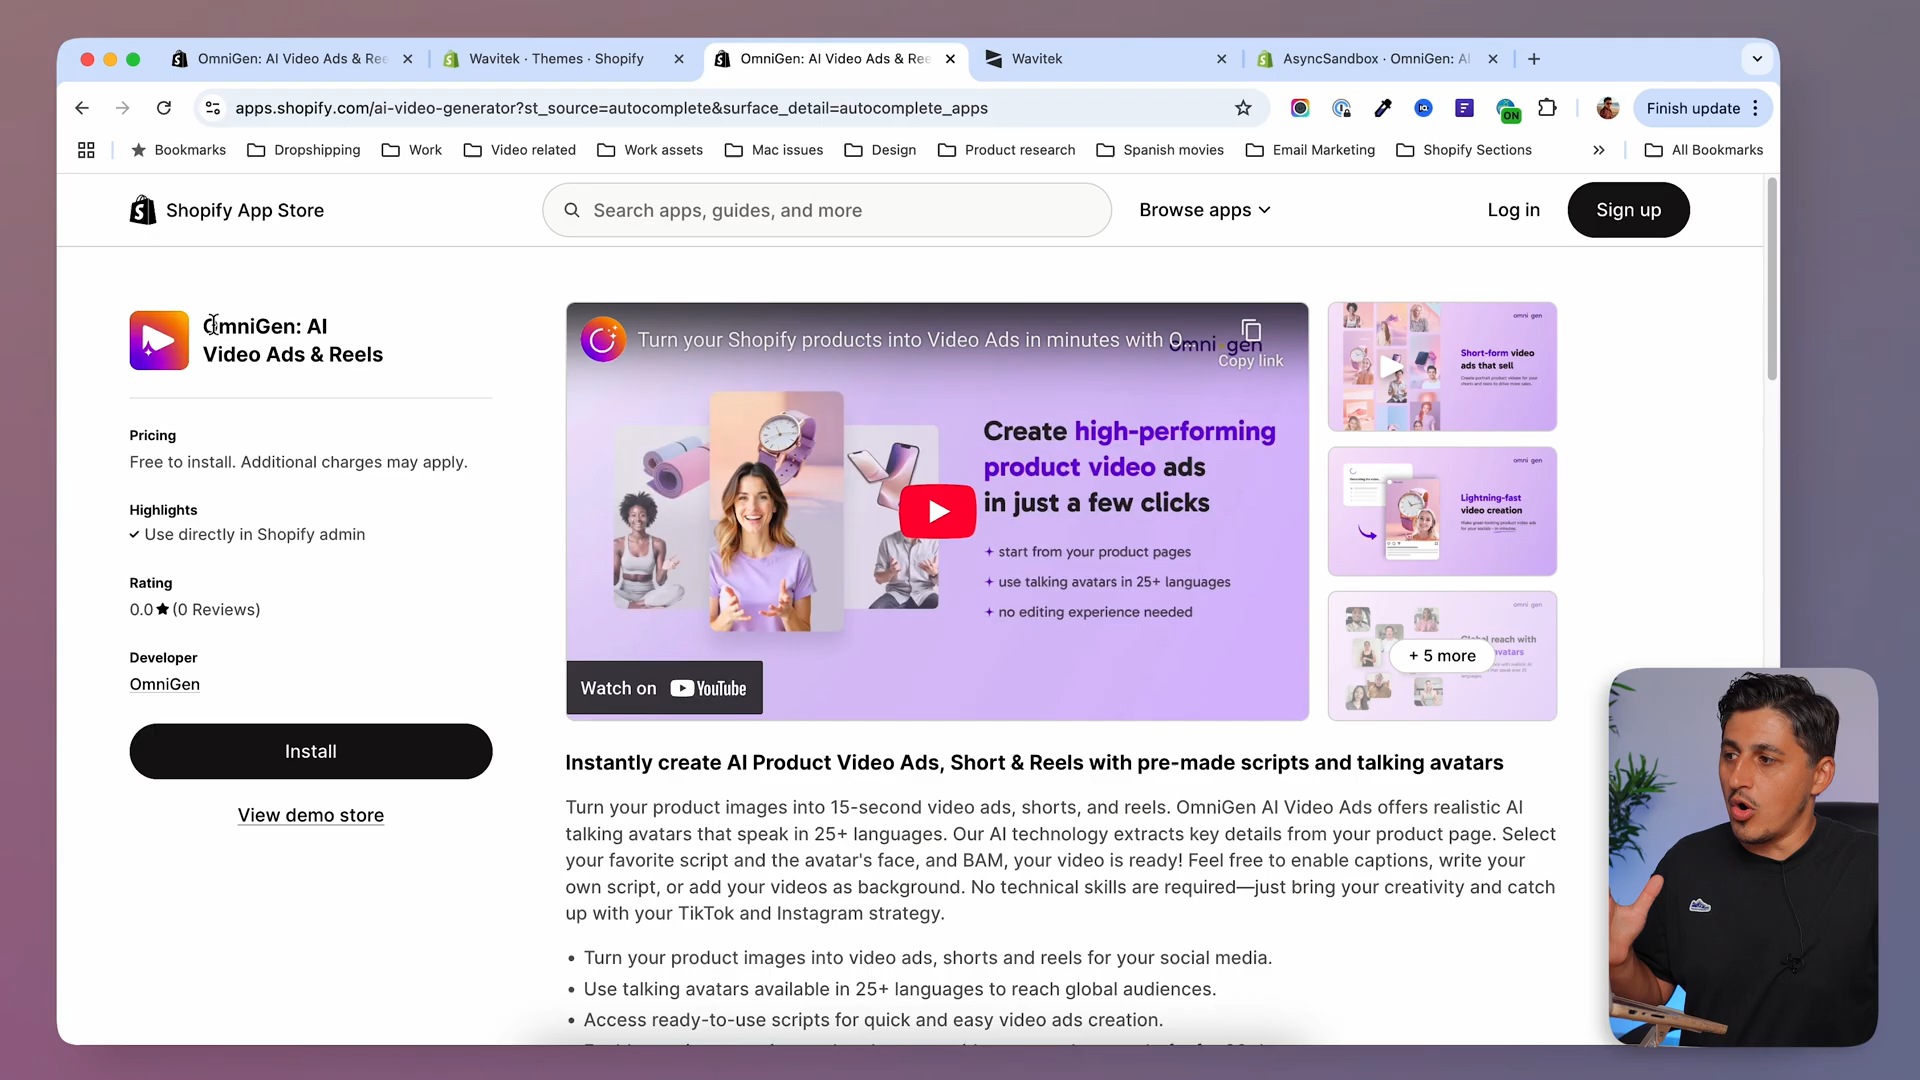 OmniGen: AI Video Ads & Ree
Wavitek · Themes · Shopify
OmniGen: AI Video Ads & Ree
Wavitek
AsyncSandbox · OmniGen: AI
apps.shopify.com/ai-video-generator?st_source=autocomplete&surface_detail=autocomplete_apps
ON
Finish update
Bookmarks
Dropshipping
Work
Video related
Work assets
Mac issues
Design
Product research
Spanish movies
Email Marketing
Shopify Sections
All Bookmarks
Shopify App Store
Search apps, guides, and more
Browse apps
Log in
Sign up
OmniGen: AI
Video Ads & Reels
Pricing
Free to install. Additional charges may apply.
Highlights
Use directly in Shopify admin
Rating
0.0 (0 Reviews)
Developer
OmniGen
Install
View demo store
Turn your Shopify products into Video Ads in minutes with O...
omni gen
Copy link
Create high-performing
product video ads
in just a few clicks
start from your product pages
use talking avatars in 25+ languages
no editing experience needed
Watch on YouTube
omni gen
Short-form video
ads that sell
omni gen
Lightning-fast
video creation
omni gen
Global reach with
avatars
+ 5 more
Instantly create AI Product Video Ads, Short & Reels with pre-made scripts and talking avatars
Turn your product images into 15-second video ads, shorts, and reels. OmniGen AI Video Ads offers realistic AI
talking avatars that speak in 25+ languages. Our AI technology extracts key details from your product page. Select
your favorite script and the avatar's face, and BAM, your video is ready! Feel free to enable captions, write your
own script, or add your videos as background. No technical skills are required—just bring your creativity and catch
up with your TikTok and Instagram strategy.
• Turn your product images into video ads, shorts and reels for your social media.
• Use talking avatars available in 25+ languages to reach global audiences.
• Access ready-to-use scripts for quick and easy video ads creation.